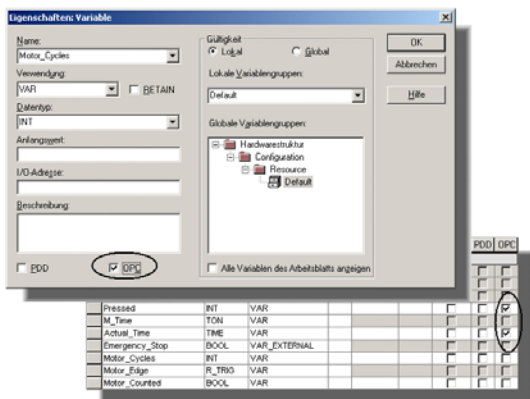 Eigenschaften: Variable
Name:
Motor_Cycles
Verwendung:
VAR
RETAIN
Datentyp:
INT
Anfangswert:
I/O-Adresse:
Beschreibung:
PDD
OPC
Gültigkeit
Lokal
Global
Lokale Variablengruppen:
Default
Globale Variablengruppen:
Hardwarestruktur
Configuration
Resource
Default
Alle Variablen des Arbeitsblatts anzeigen
OK
Abbrechen
Hilfe
PDD OPC
Pressed INT VAR
M_Time TON VAR
Actual_Time TIME VAR
Emergency_Stop BOOL VAR_EXTERNAL
Motor_Cycles INT VAR
Motor_Edge R_TRIG VAR
Motor_Counted BOOL VAR